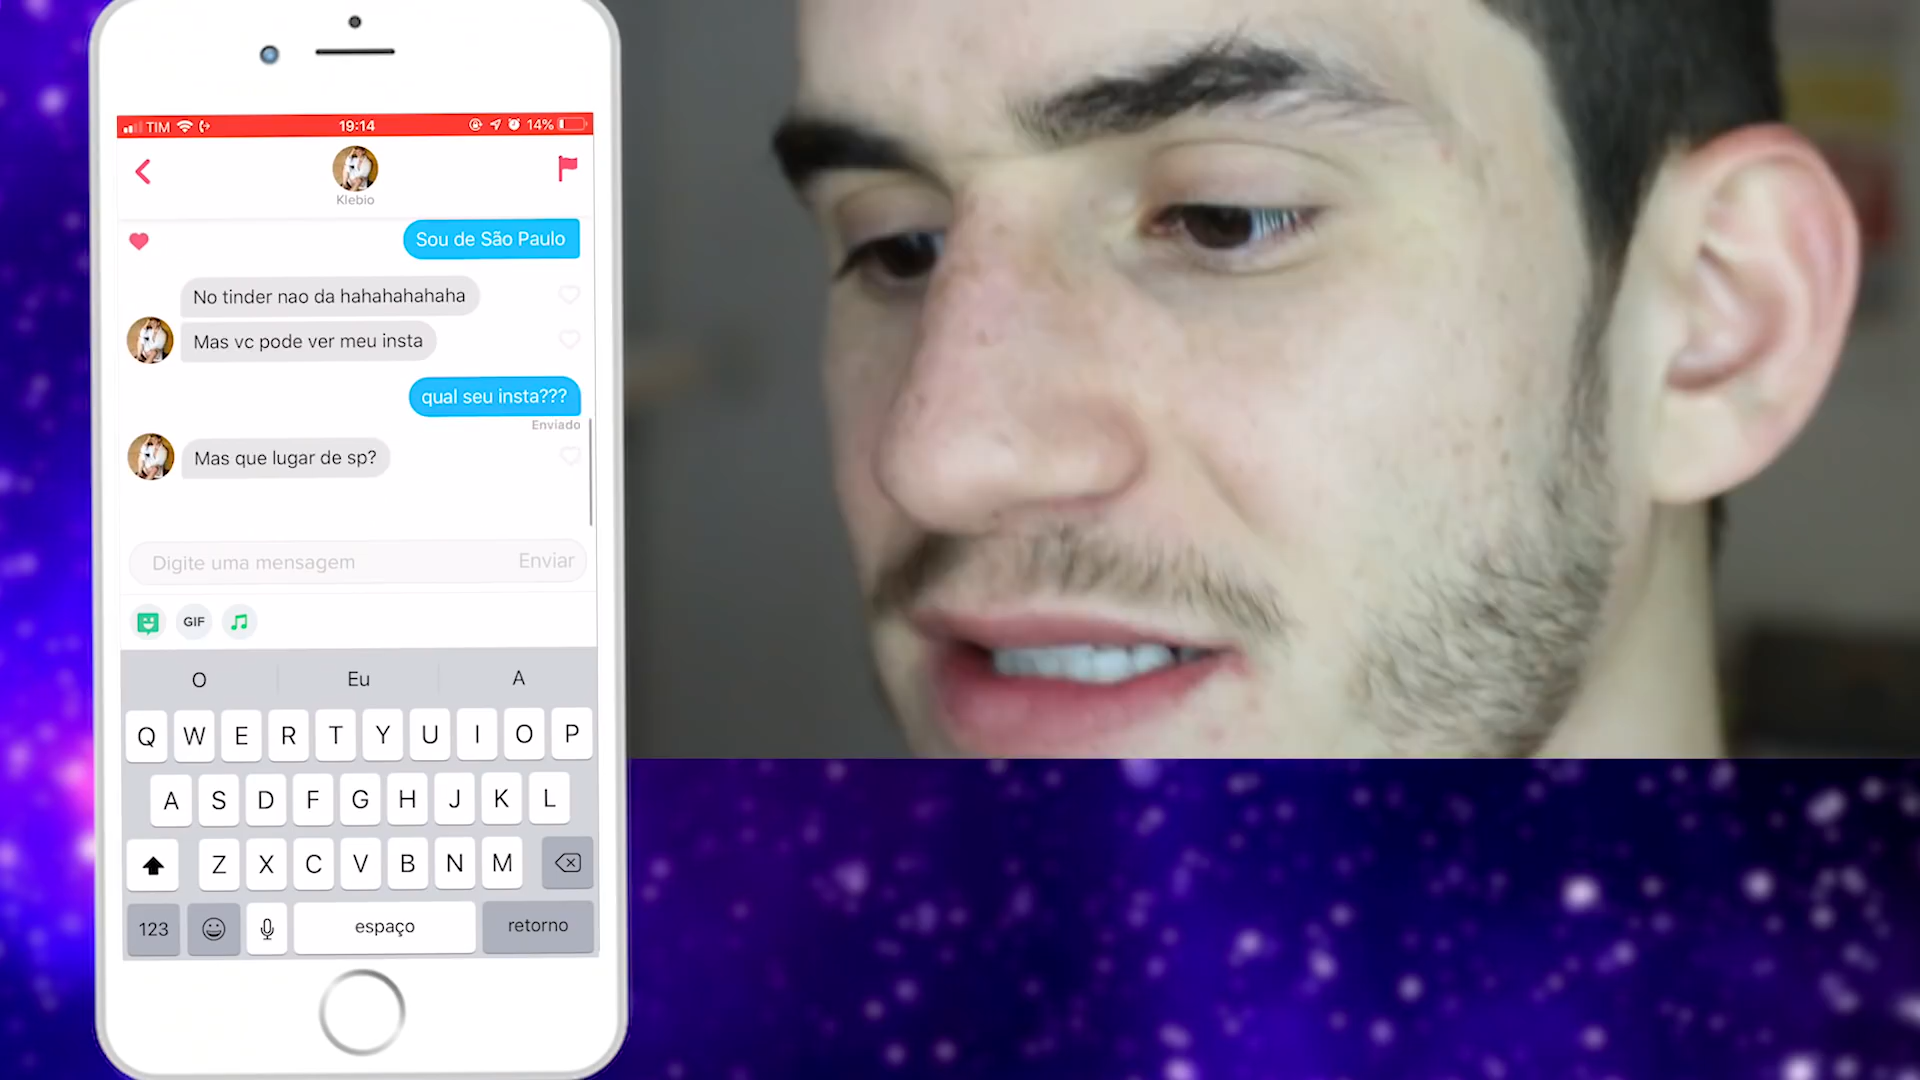 TIM 19:14 14%
Klebio
Sou de São Paulo
No tinder nao da hahahahahaha
Mas vc pode ver meu insta
qual seu insta???
Enviado
Mas que lugar de sp?
Digite uma mensagem Enviar
GIF
O Eu A
Q W E R T Y U I O P
A S D F G H J K L
Z X C V B N M
123 espaço retorno